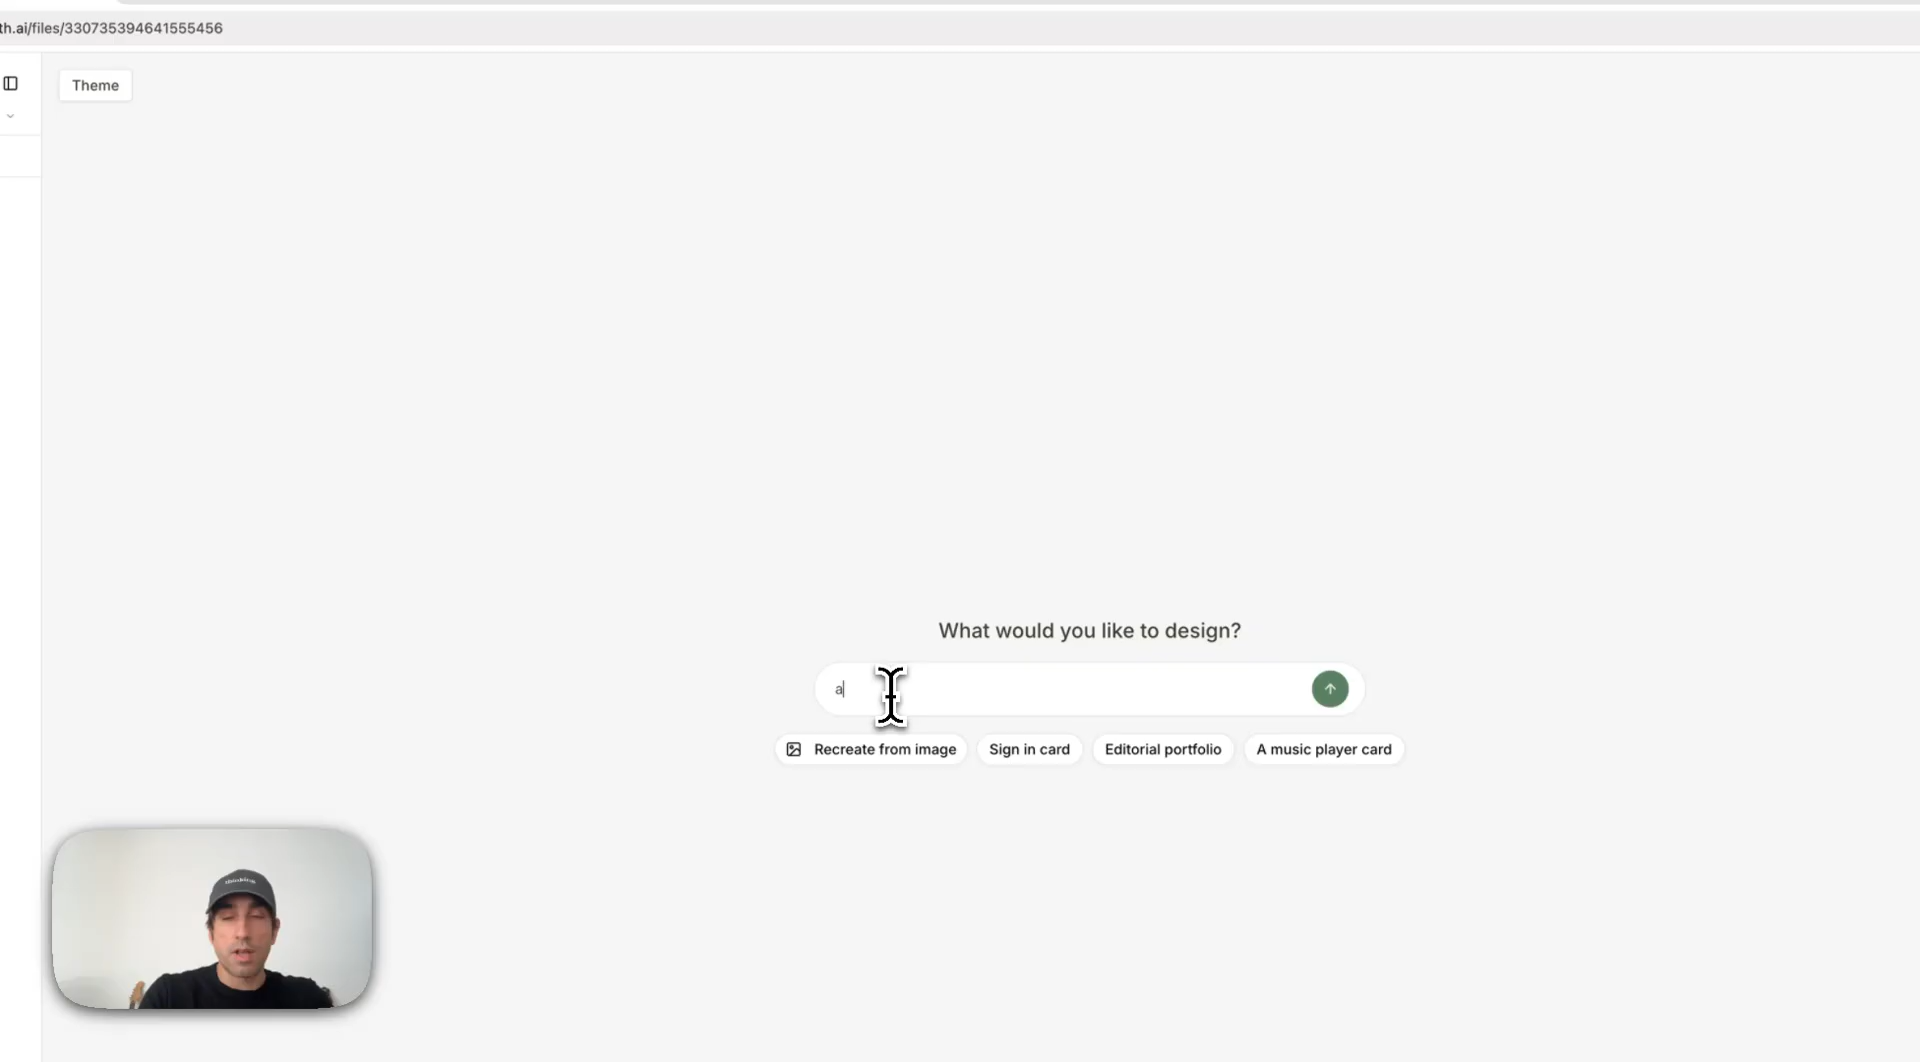 th.ai/files/330735394641555456
Theme
What would you like to design?
a
Recreate from image
Sign in card
Editorial portfolio
A music player card